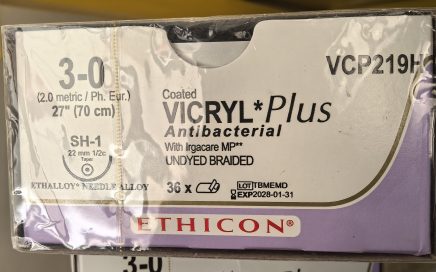 3-0
(2.0 metric / Ph. Eur.)
27" (70 cm)
SH-1
22 mm 1/2c
Taper
ETHALLOY* NEEDLE ALLOY
VCP219H
Coated
VICRYL*Plus
Antibacterial
With Irgacare MP**
UNDYED BRAIDED
36 x
LOT TBMEMD
EXP 2028-01-31
ETHICON®
3-0